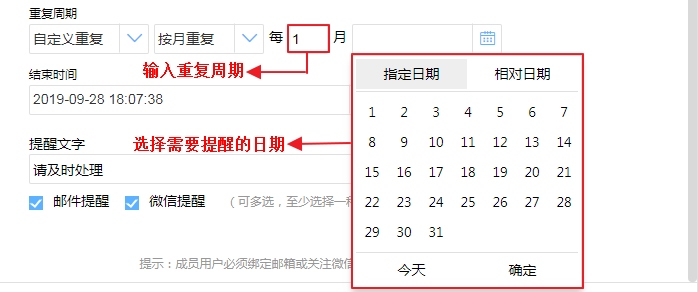 重复周期
自定义重复 按月重复 每 1 月
输入重复周期
指定日期 相对日期
结束时间
2019-09-28 18:07:38
1 2 3 4 5 6 7
8 9 10 11 12 13 14
15 16 17 18 19 20 21
22 23 24 25 26 27 28
29 30 31
今天 确定
提醒文字
选择需要提醒的日期
请及时处理
邮件提醒 微信提醒 （可多选，至少选择一
提示：成员用户必须绑定邮箱或关注微信